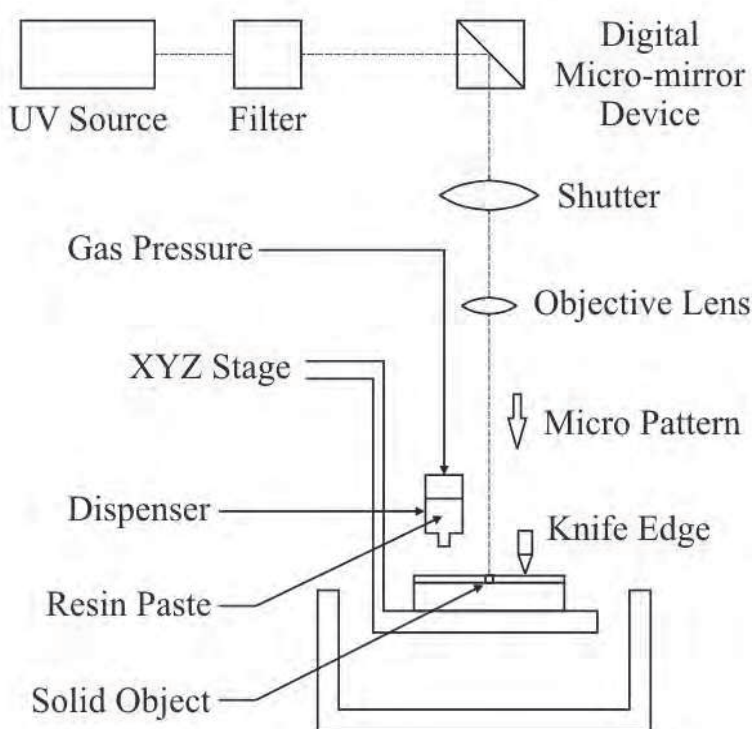 Digital
Micro-mirror
Device
UV Source
Filter
Shutter
Gas Pressure
Objective Lens
XYZ Stage
Micro Pattern
Dispenser
Knife Edge
Resin Paste
Solid Object